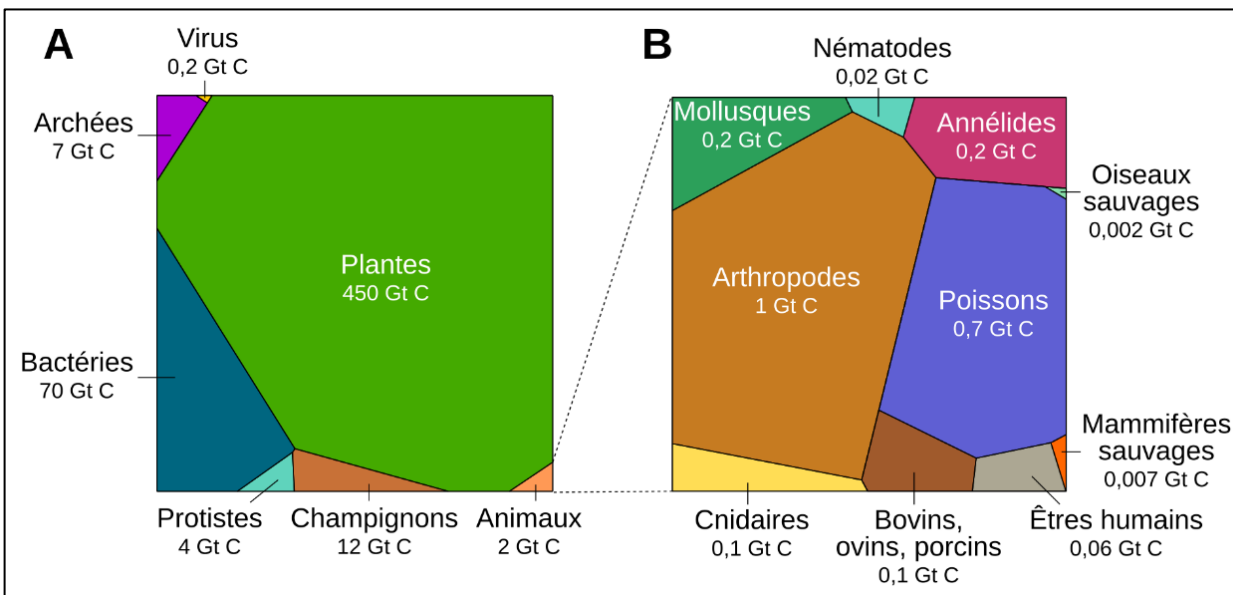 A
Virus
0,2 Gt C
Archées
7 Gt C
Plantes
450 Gt C
Bactéries
70 Gt C
Protistes
4 Gt C
Champignons
12 Gt C
Animaux
2 Gt C
B
Nématodes
0,02 Gt C
Mollusques
0,2 Gt C
Annélides
0,2 Gt C
Oiseaux
sauvages
0,002 Gt C
Arthropodes
1 Gt C
Poissons
0,7 Gt C
Mammifères
sauvages
0,007 Gt C
Cnidaires
0,1 Gt C
Bovins,
ovins, porcins
0,1 Gt C
Êtres humains
0,06 Gt C